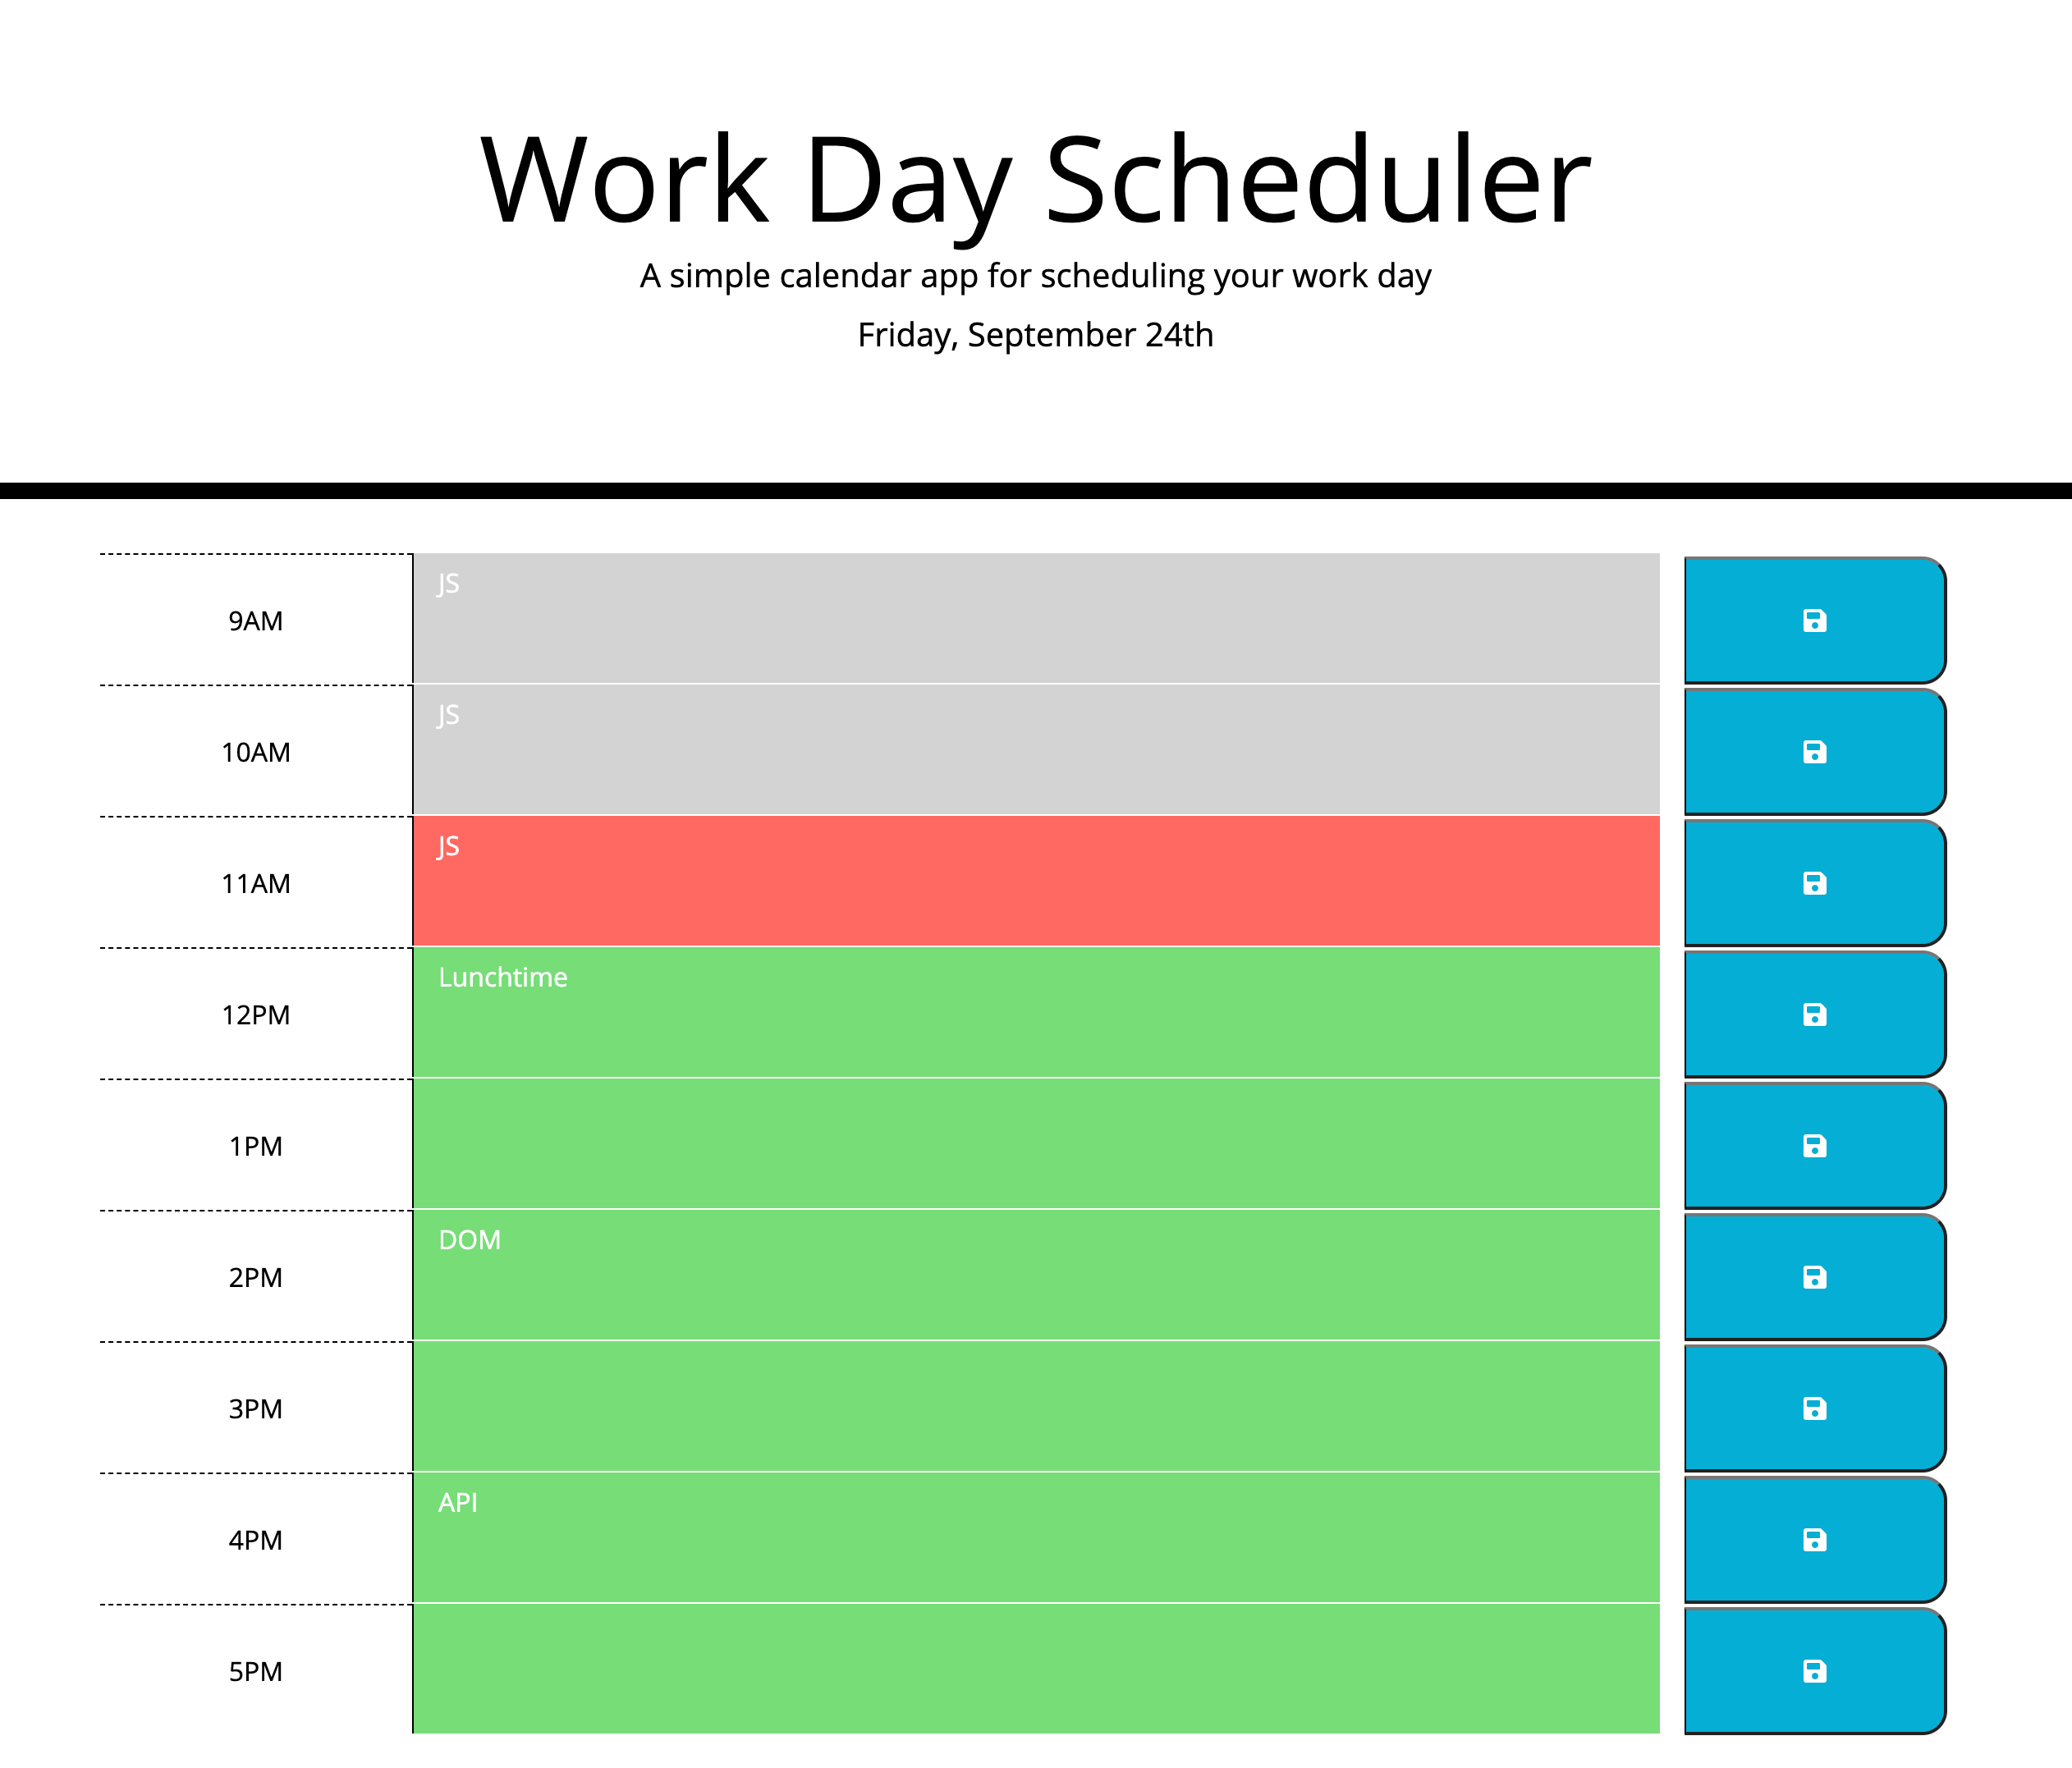 Work Day Scheduler
A simple calendar app for scheduling your work day
Friday, September 24th
9AM
JS
10AM
JS
11AM
JS
12PM
Lunchtime
1PM
2PM
DOM
3PM
4PM
API
5PM